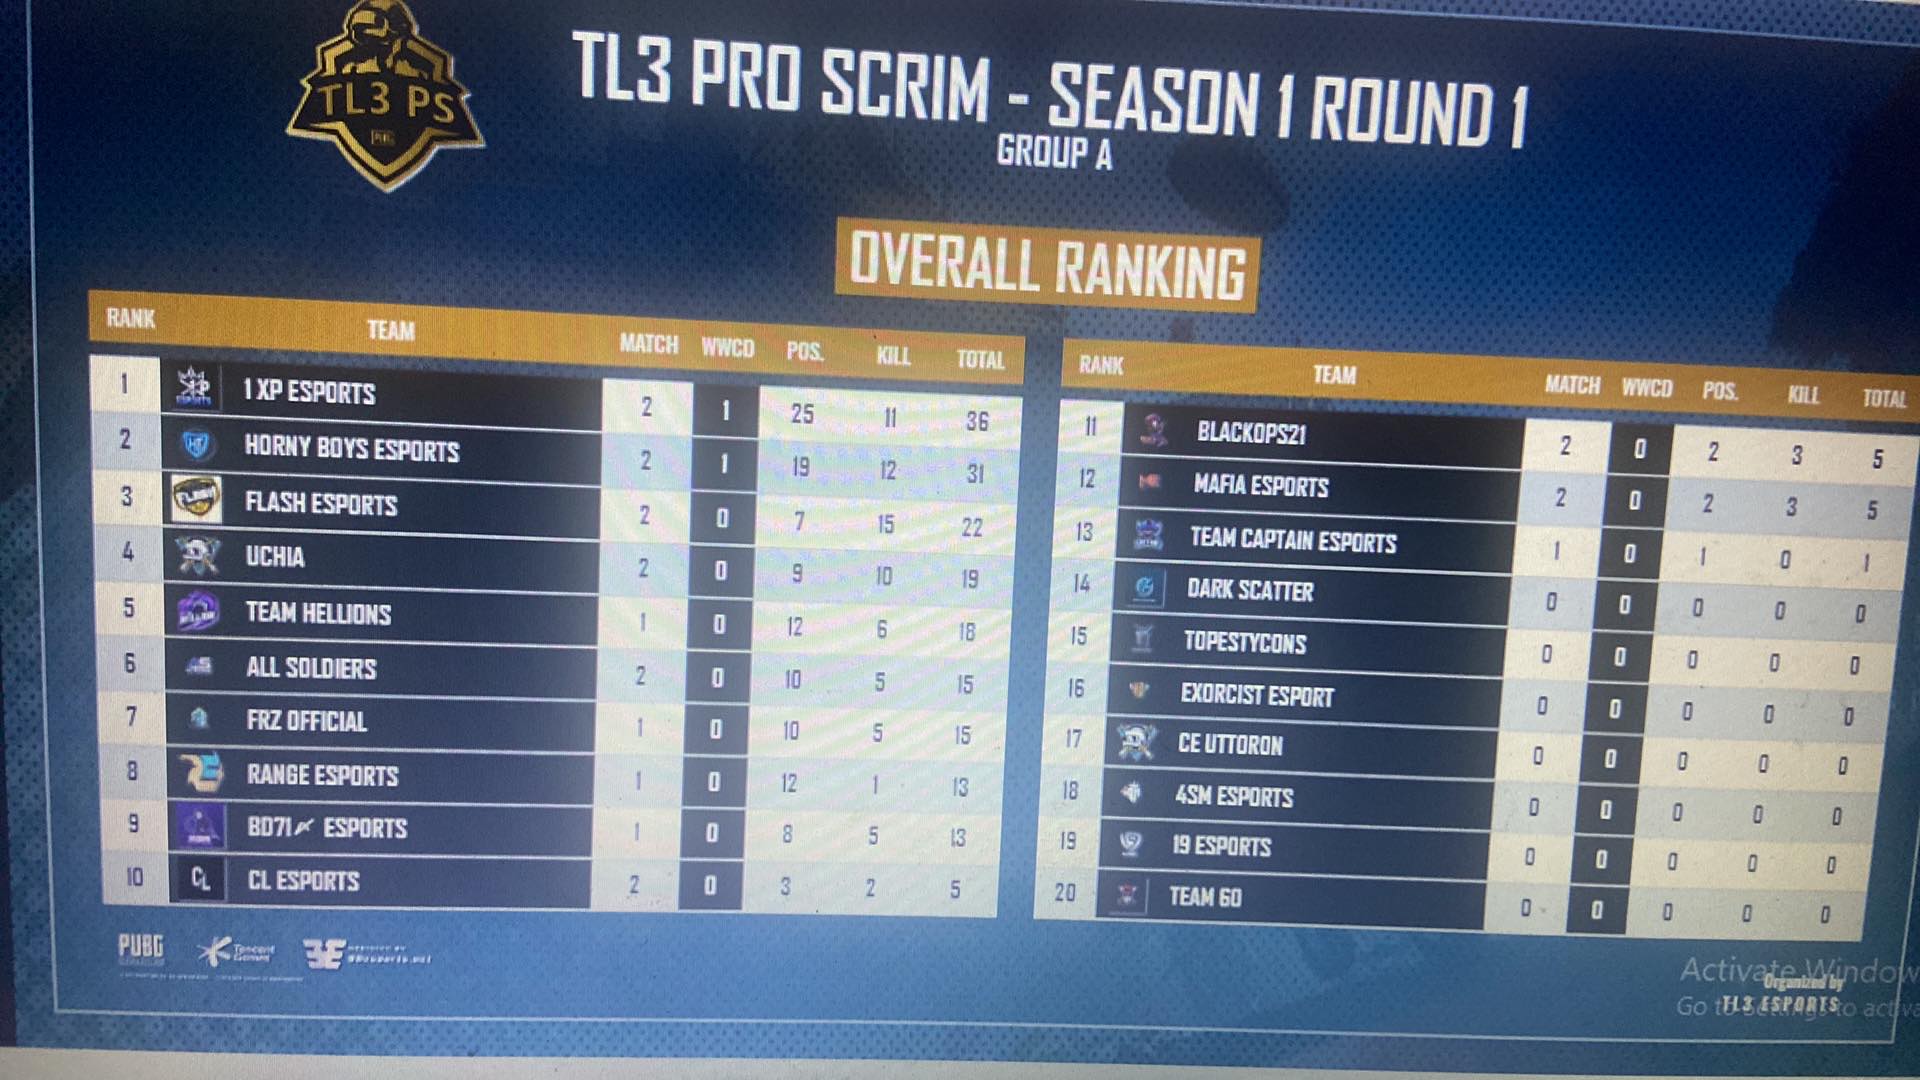 TL3 PS
TL3 PRO SCRIM - SEASON 1 ROUND 1
GROUP A
OVERALL RANKING
RANK TEAM MATCH WWCD POS. KILL TOTAL
1 1 XP ESPORTS 2 1 25 11 36
2 HORNY BOYS ESPORTS 2 1 19 12 31
3 FLASH ESPORTS 2 0 7 15 22
4 UCHIA 2 0 9 10 19
5 TEAM HELLIONS 1 0 12 6 18
6 ALL SOLDIERS 2 0 10 5 15
7 FRZ OFFICIAL 1 0 10 5 15
8 RANGE ESPORTS 1 0 12 1 13
9 BD71 ESPORTS 1 0 8 5 13
10 CL CL ESPORTS 2 0 3 2 5
RANK TEAM MATCH WWCD POS. KILL TOTAL
11 BLACKOPS21 2 0 2 3 5
12 MAFIA ESPORTS 2 0 2 3 5
13 TEAM CAPTAIN ESPORTS 1 0 1 0 1
14 DARK SCATTER 0 0 0 0 0
15 TOPESTYCONS 0 0 0 0 0
16 EXORCIST ESPORT 0 0 0 0 0
17 CE UTTORON 0 0 0 0 0
18 4SM ESPORTS 0 0 0 0 0
19 19 ESPORTS 0 0 0 0 0
20 TEAM 60 0 0 0 0 0
PUBG
Tencent
Games
Activate Window
Organized by
TL3 ESPORTS
Go to Settings to activa